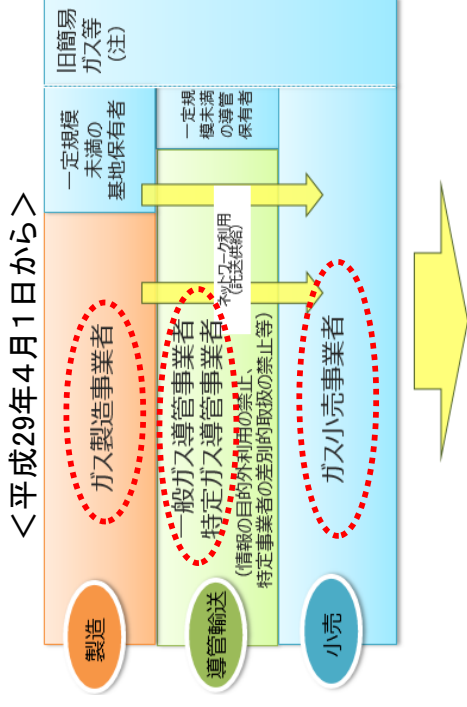 ＜平成29年4月1日から＞
製造
ガス製造事業者
一定規模
未満の
基地保有者
旧簡易
ガス等
（注）
導管輸送
一般ガス導管事業者
特定ガス導管事業者
（情報の目的外利用の禁止、
特定事業者の差別的取扱の禁止等）
ネットワーク利用
（託送供給）
一定規
模未満
の導管
保有者
小売
ガス小売事業者